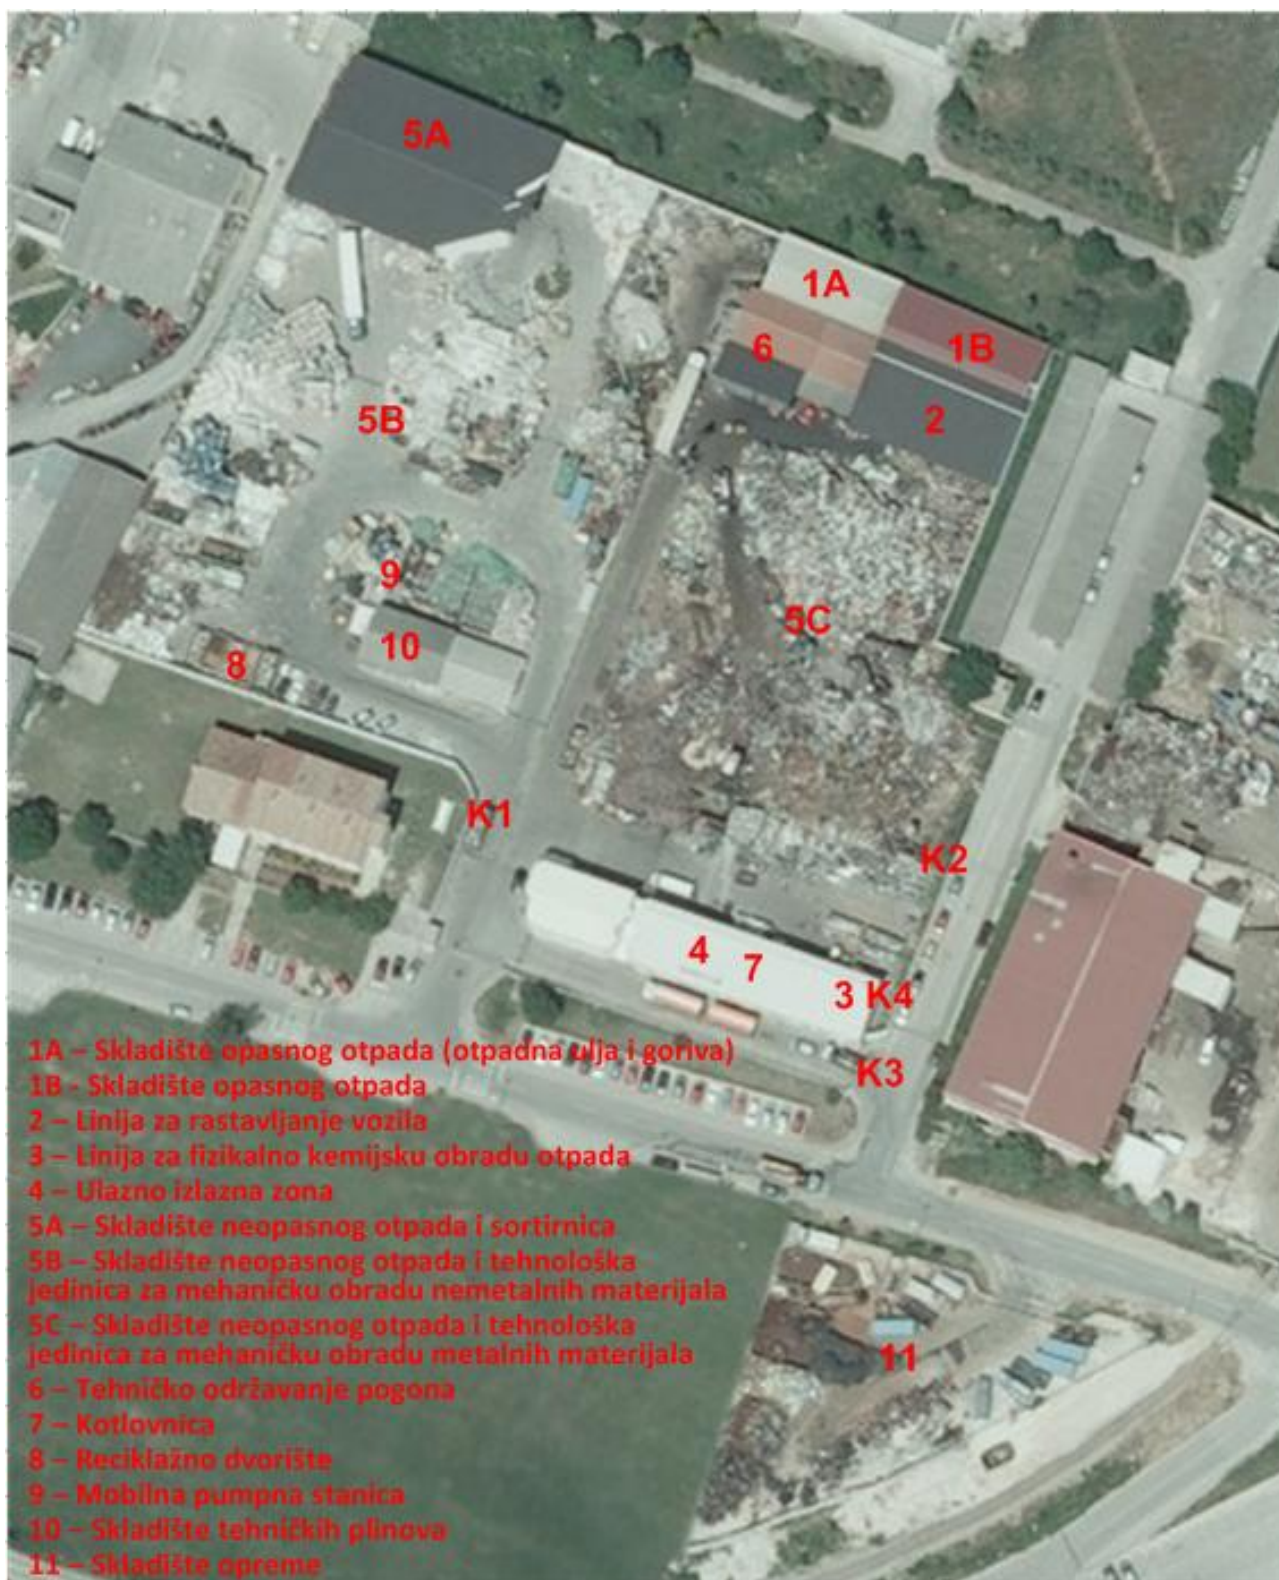 5A
1A
1B
6
2
5B
9
5C
10
8
K1
K2
4
7
3 K4
K3
11
1A – Skladište opasnog otpada (otpadna ulja i goriva)
1B - Skladište opasnog otpada
2 – Linija za rastavljanje vozila
3 – Linija za fizikalno kemijsku obradu otpada
4 – Ulazno izlazna zona
5A – Skladište neopasnog otpada i sortirnica
5B – Skladište neopasnog otpada i tehnološka
jedinica za mehaničku obradu nemetalnih materijala
5C – Skladište neopasnog otpada i tehnološka
jedinica za mehaničku obradu metalnih materijala
6 – Tehničko održavanje pogona
7 – Kotlovnica
8 – Reciklažno dvorište
9 – Mobilna pumpna stanica
10 – Skladište tehničkih plinova
11 – Skladište opreme